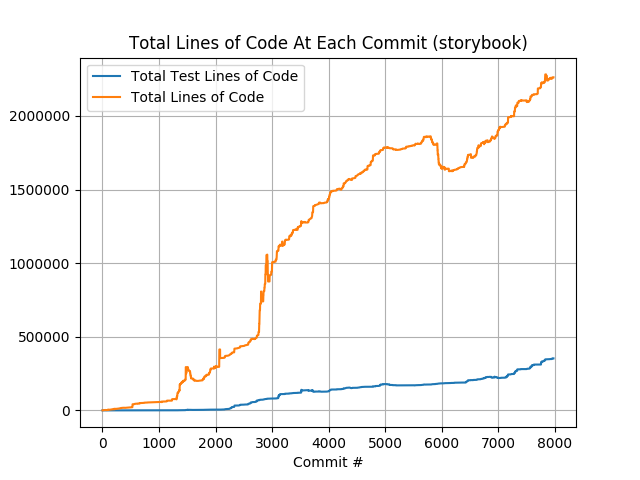 Total Lines of Code At Each Commit (storybook)
Total Test Lines of Code
Total Lines of Code
2000000
1500000
1000000
500000
0
0 1000 2000 3000 4000 5000 6000 7000 8000
Commit #